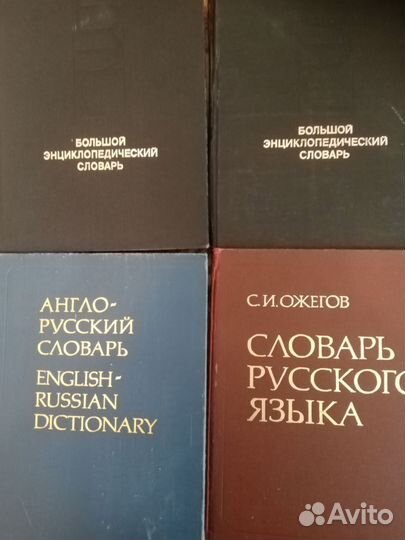 БОЛЬШОЙ
ЭНЦИКЛОПЕДИЧЕСКИЙ
СЛОВАРЬ
БОЛЬШОЙ
ЭНЦИКЛОПЕДИЧЕСКИЙ
СЛОВАРЬ
АНГЛО-
РУССКИЙ
СЛОВАРЬ
ENGLISH-
RUSSIAN
DICTIONARY
С.И.ОЖЕГОВ
СЛОВАРЬ
РУССКОГО
ЯЗЫКА
Avito